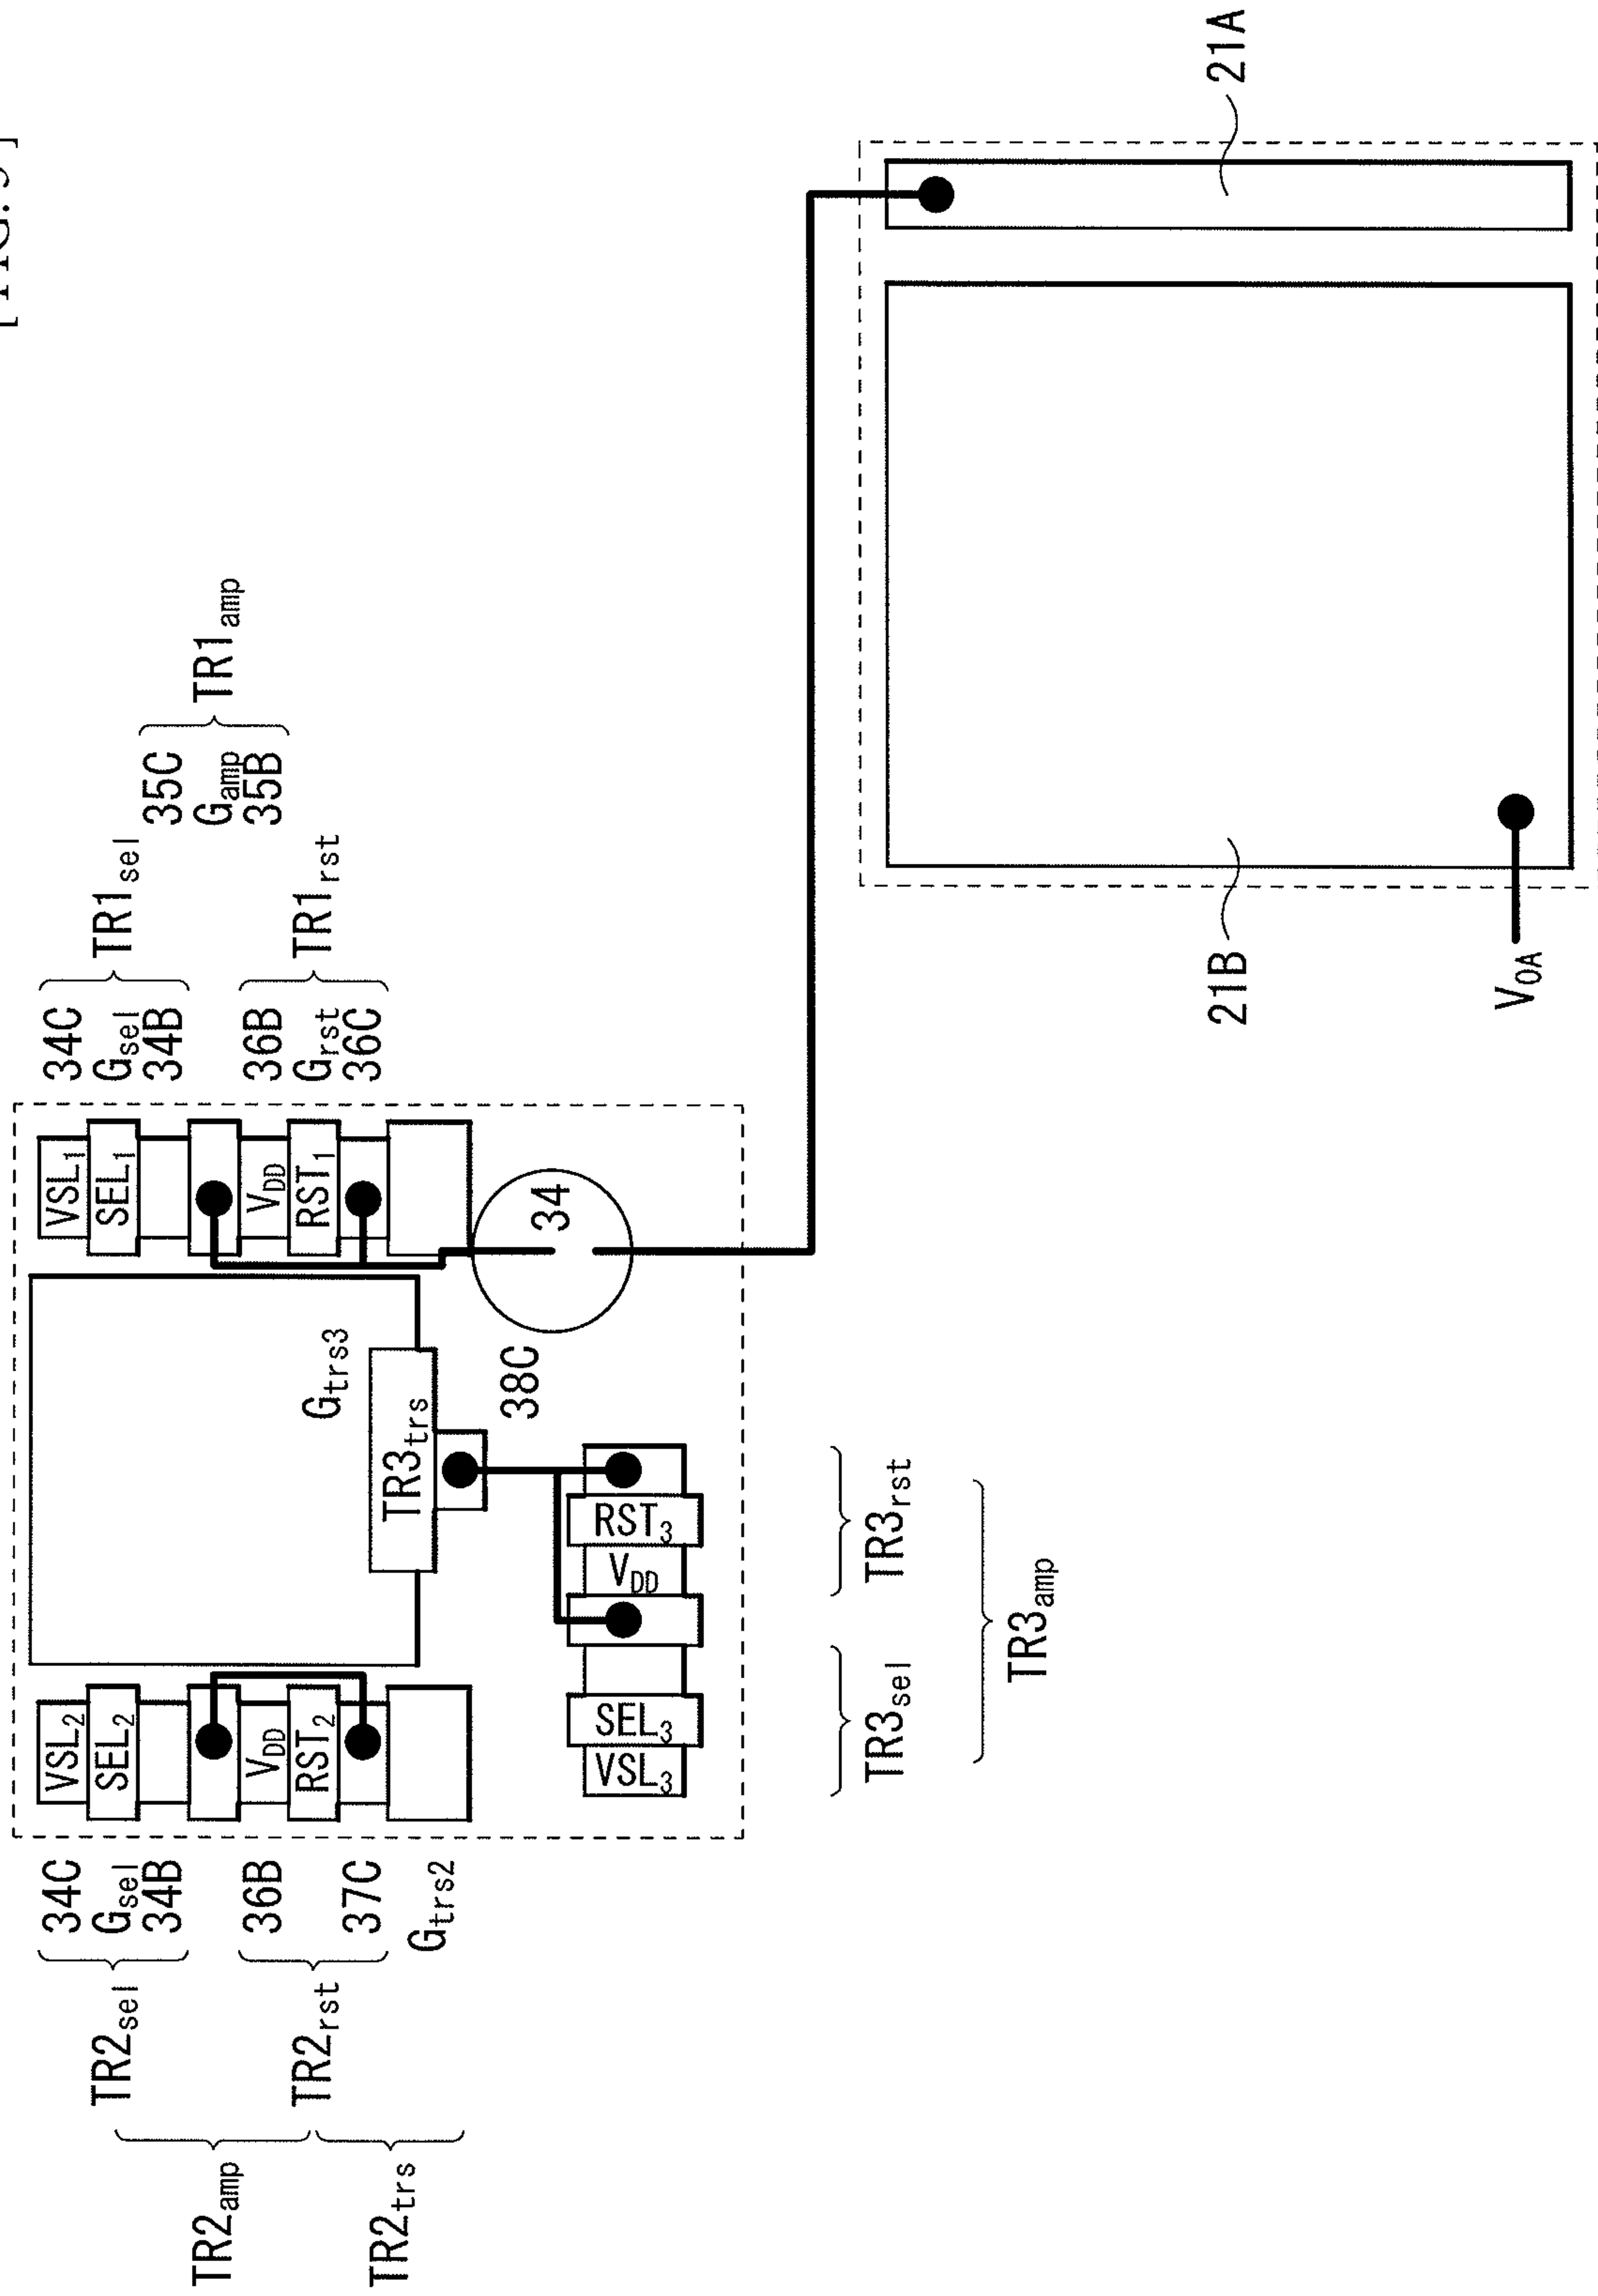 [FIG.
34C VSL₂ VSL₁ 34C
TR2sel Gsel SEL₂ SEL₁ Gsel TR1sel
34B 34B 35C
TR2amp Gamp TR1amp
36B VDD VDD 36B 35B
TR2rst RST₂ Gtrs3 RST₁ Grst TR1rst
37C 36C
TR2trs Gtrs2 TR3trs
38C 34
VSL₃ SEL₃ VDD RST₃
TR3sel TR3rst
TR3amp
21B 21A
VOA